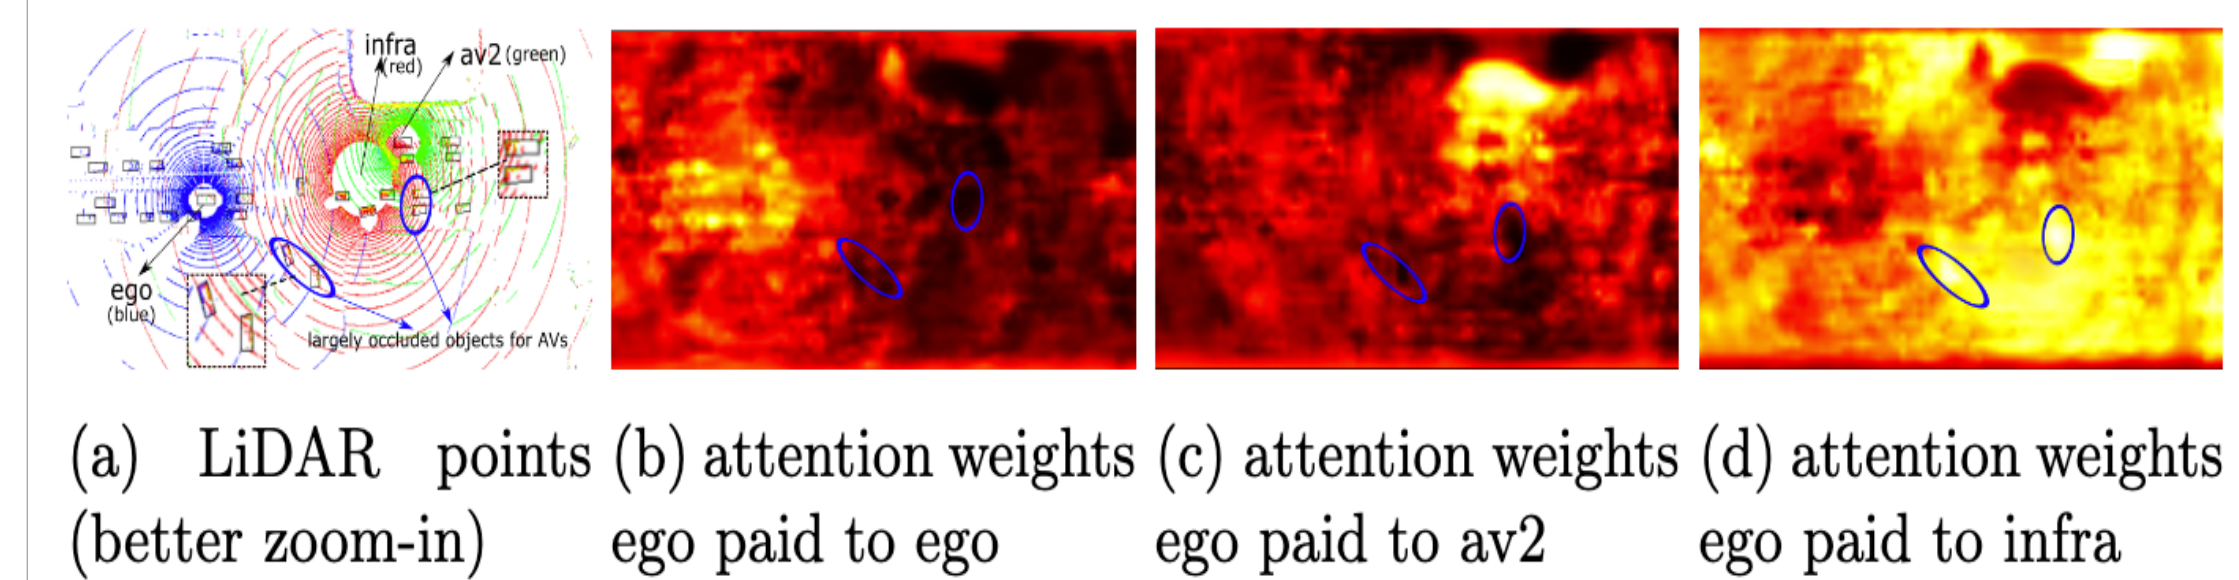 infra
(red)
av2 (green)
ego
(blue)
largely occluded objects for AVs
(a) LiDAR points
(better zoom-in)
(b) attention weights
ego paid to ego
(c) attention weights
ego paid to av2
(d) attention weights
ego paid to infra